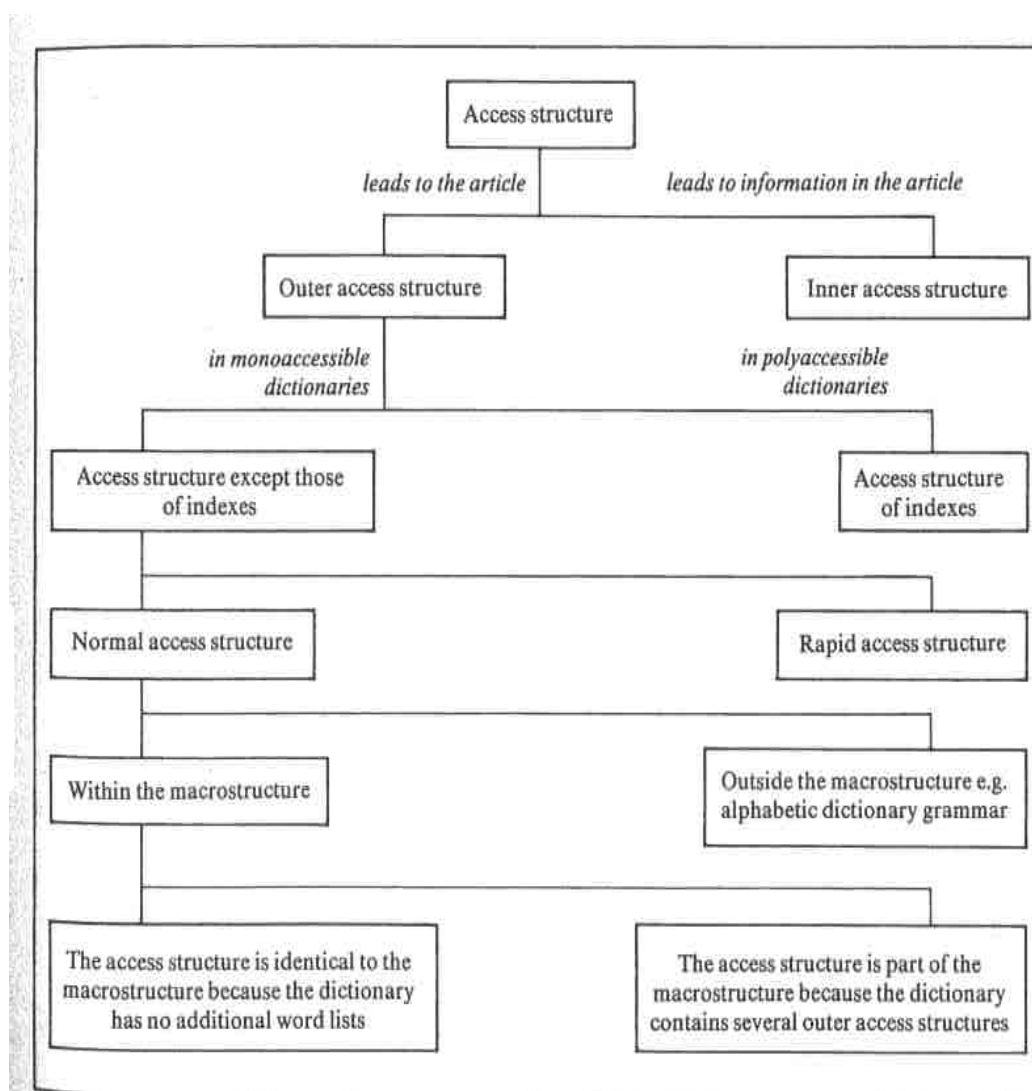 Access structure
leads to the article
leads to information in the article
Outer access structure
Inner access structure
in monoaccessible
dictionaries
in polyaccessible
dictionaries
Access structure except those
of indexes
Access structure
of indexes
Normal access structure
Rapid access structure
Within the macrostructure
Outside the macrostructure e.g.
alphabetic dictionary grammar
The access structure is identical to the
macrostructure because the dictionary
has no additional word lists
The access structure is part of the
macrostructure because the dictionary
contains several outer access structures